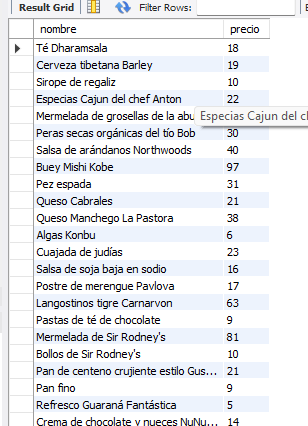 Result Grid
Filter Rows:
nombre precio
Té Dharamsala 18
Cerveza tibetana Barley 19
Sirope de regaliz 10
Especias Cajun del chef Anton 22
Mermelada de grosellas de la abu
Especias Cajun del c
Peras secas orgánicas del tío Bob 30
Salsa de arándanos Northwoods 40
Buey Mishi Kobe 97
Pez espada 31
Queso Cabrales 21
Queso Manchego La Pastora 38
Algas Konbu 6
Cuajada de judías 23
Salsa de soja baja en sodio 16
Postre de merengue Pavlova 17
Langostinos tigre Carnarvon 63
Pastas de té de chocolate 9
Mermelada de Sir Rodney's 81
Bollos de Sir Rodney's 10
Pan de centeno crujiente estilo Gus... 21
Pan fino 9
Refresco Guaraná Fantástica 5
Crema de chocolate y nueces NuNu... 14